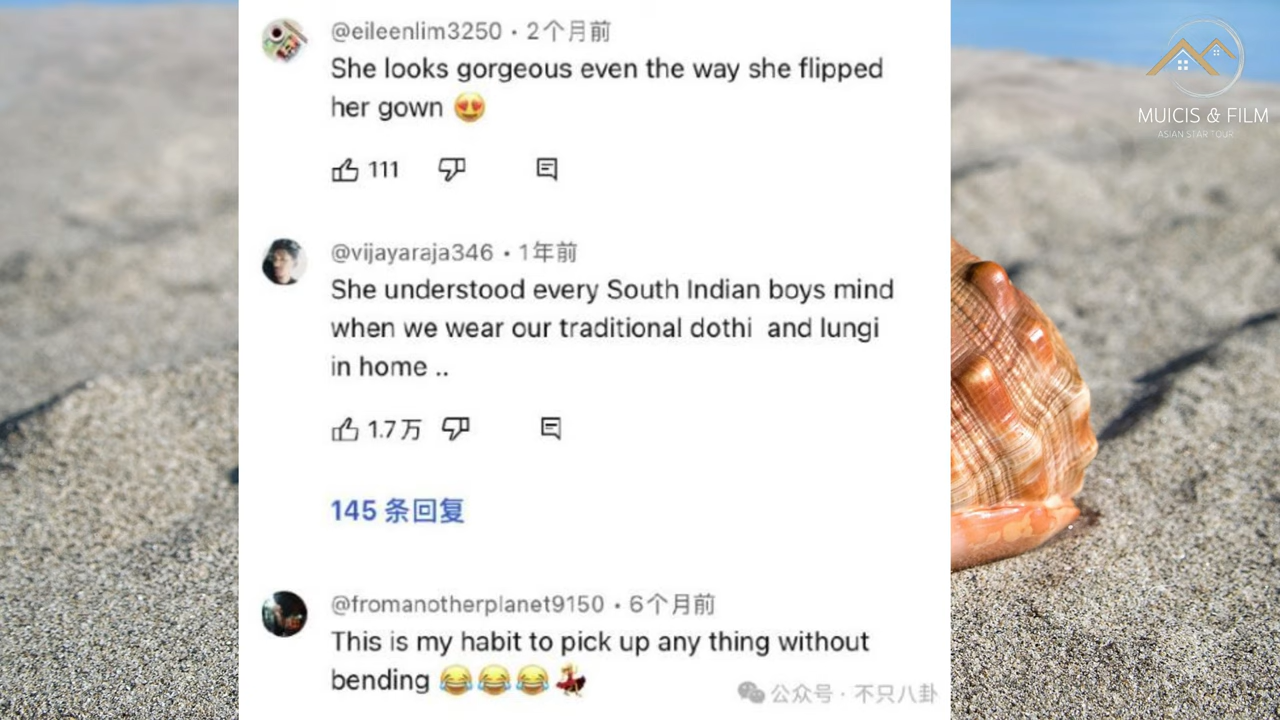 @eileenlim3250 · 2个月前
She looks gorgeous even the way she flipped
her gown 😍
111
@vijayaraja346 · 1年前
She understood every South Indian boys mind
when we wear our traditional dothi and lungi
in home ..
1.7万
145 条回复
@fromanotherplanet9150 · 6个月前
This is my habit to pick up any thing without
bending 😂😂😂💃
公众号 · 不只八卦
MUICIS & FILM
ASIAN STAR TOUR